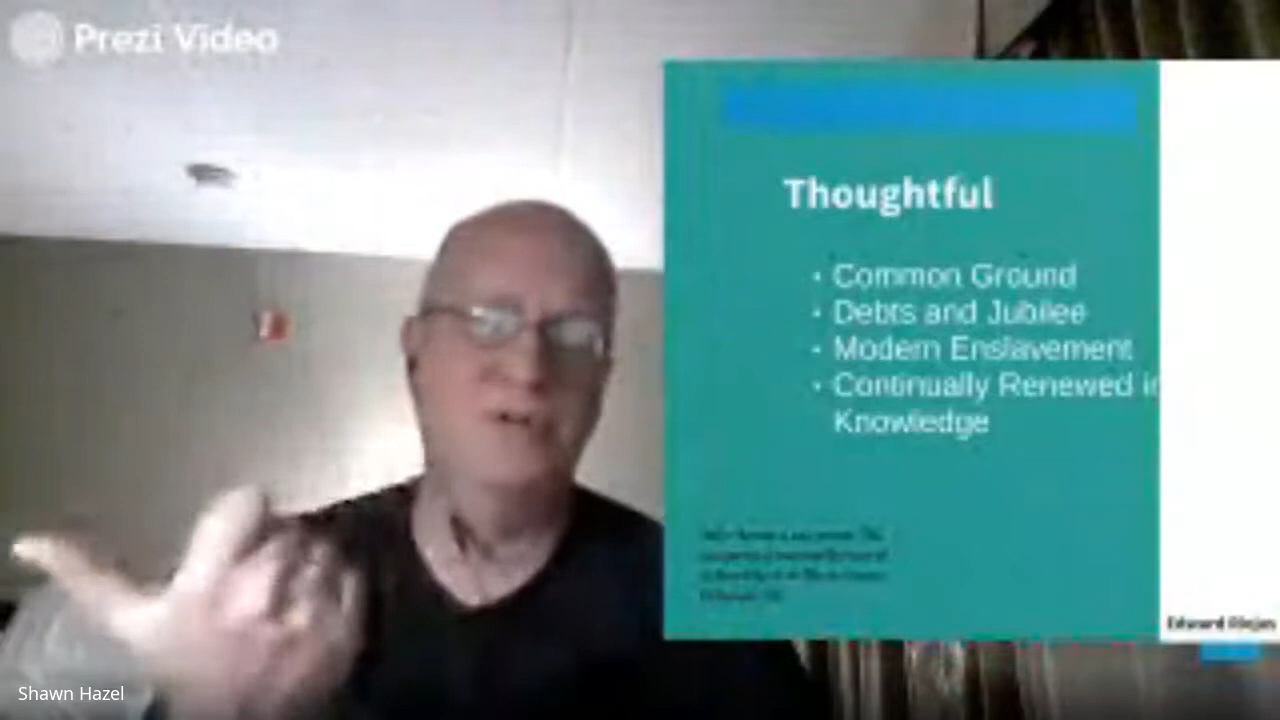 Prezi Video
Thoughtful
• Common Ground
• Debts and Jubilee
• Modern Enslavement
• Continually Renewed in
Knowledge
Shawn Hazel